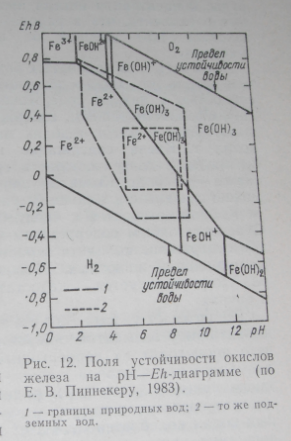 Eh В
Fe³⁺ FeOH²⁺ O₂
0,8 Fe(OH)⁺ Предел
устойчивости
воды
0,6 Fe²⁺
0,4 Fe(OH)₃ Fe(OH)₃
0,2 Fe²⁺ Fe²⁺ Fe(OH)₃
0
-0,2
-0,4 FeOH⁺
-0,6 H₂ Предел
устойчивости
воды Fe(OH)₂
-0,8 1
2
-1,0
0 2 4 6 8 10 12 pH
Рис. 12. Поля устойчивости окислов
железа на pH—Eh-диаграмме (по
Е. В. Пиннекеру, 1983).
1 — границы природных вод; 2 — то же под-
земных вод.